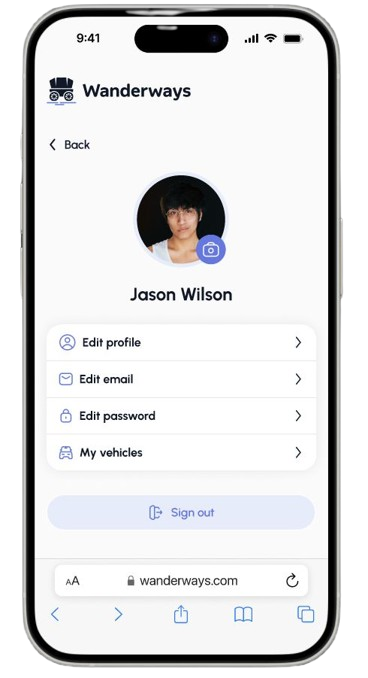 9:41
Wanderways
Back
Jason Wilson
Edit profile
Edit email
Edit password
My vehicles
Sign out
AA wanderways.com